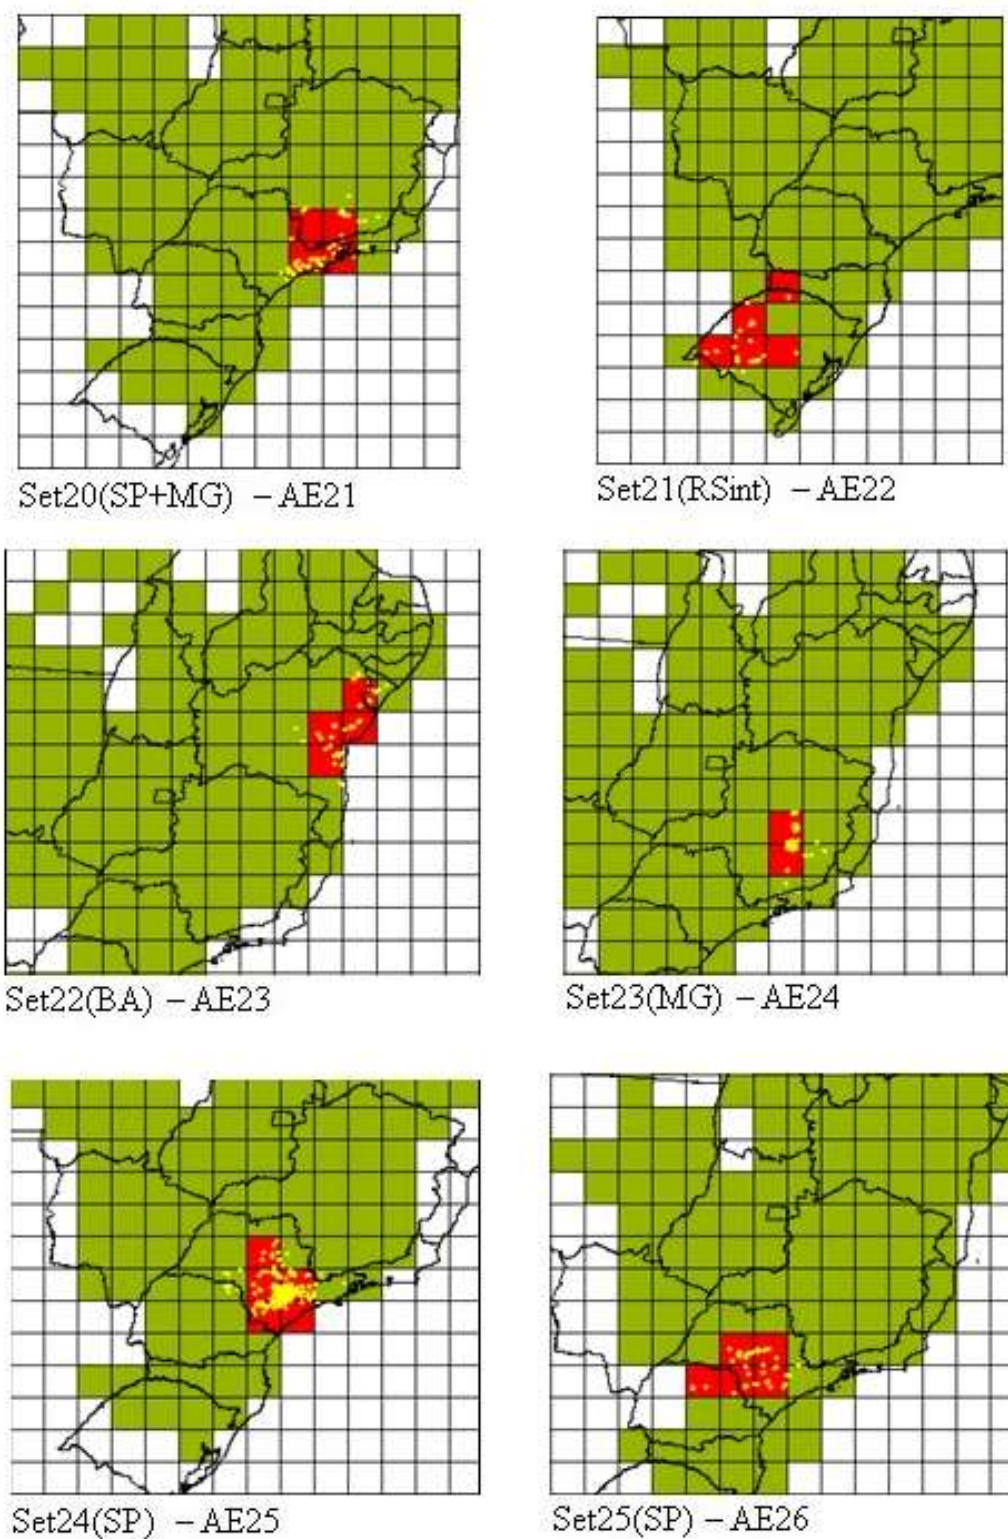 Set20(SP+MG) – AE21
Set21(RSint) – AE22
Set22(BA) – AE23
Set23(MG) – AE24
Set24(SP) – AE25
Set25(SP) – AE26